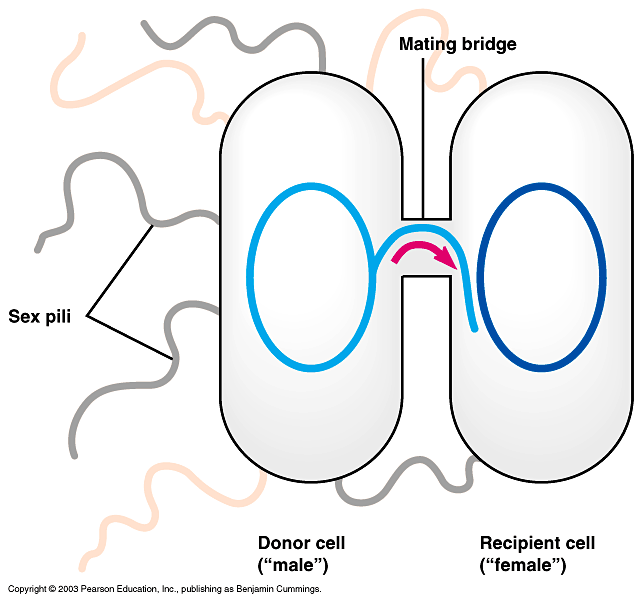 Mating bridge
Sex pili
Donor cell
(“male”)
Recipient cell
(“female”)
Copyright © 2003 Pearson Education, Inc., publishing as Benjamin Cummings.